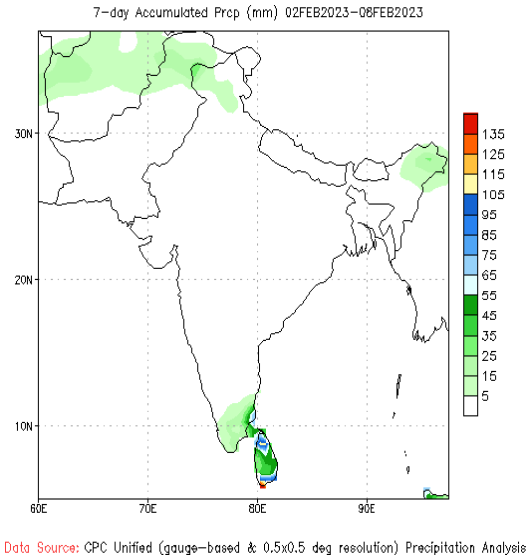 7-day Accumulated Prcp (mm) 02FEB2023-08FEB2023
30N
20N
10N
60E 70E 80E 90E
135
125
115
105
95
85
75
65
55
45
35
25
15
5
Data Source: CPC Unified (gauge-based & 0.5x0.5 deg resolution) Precipitation Analysis